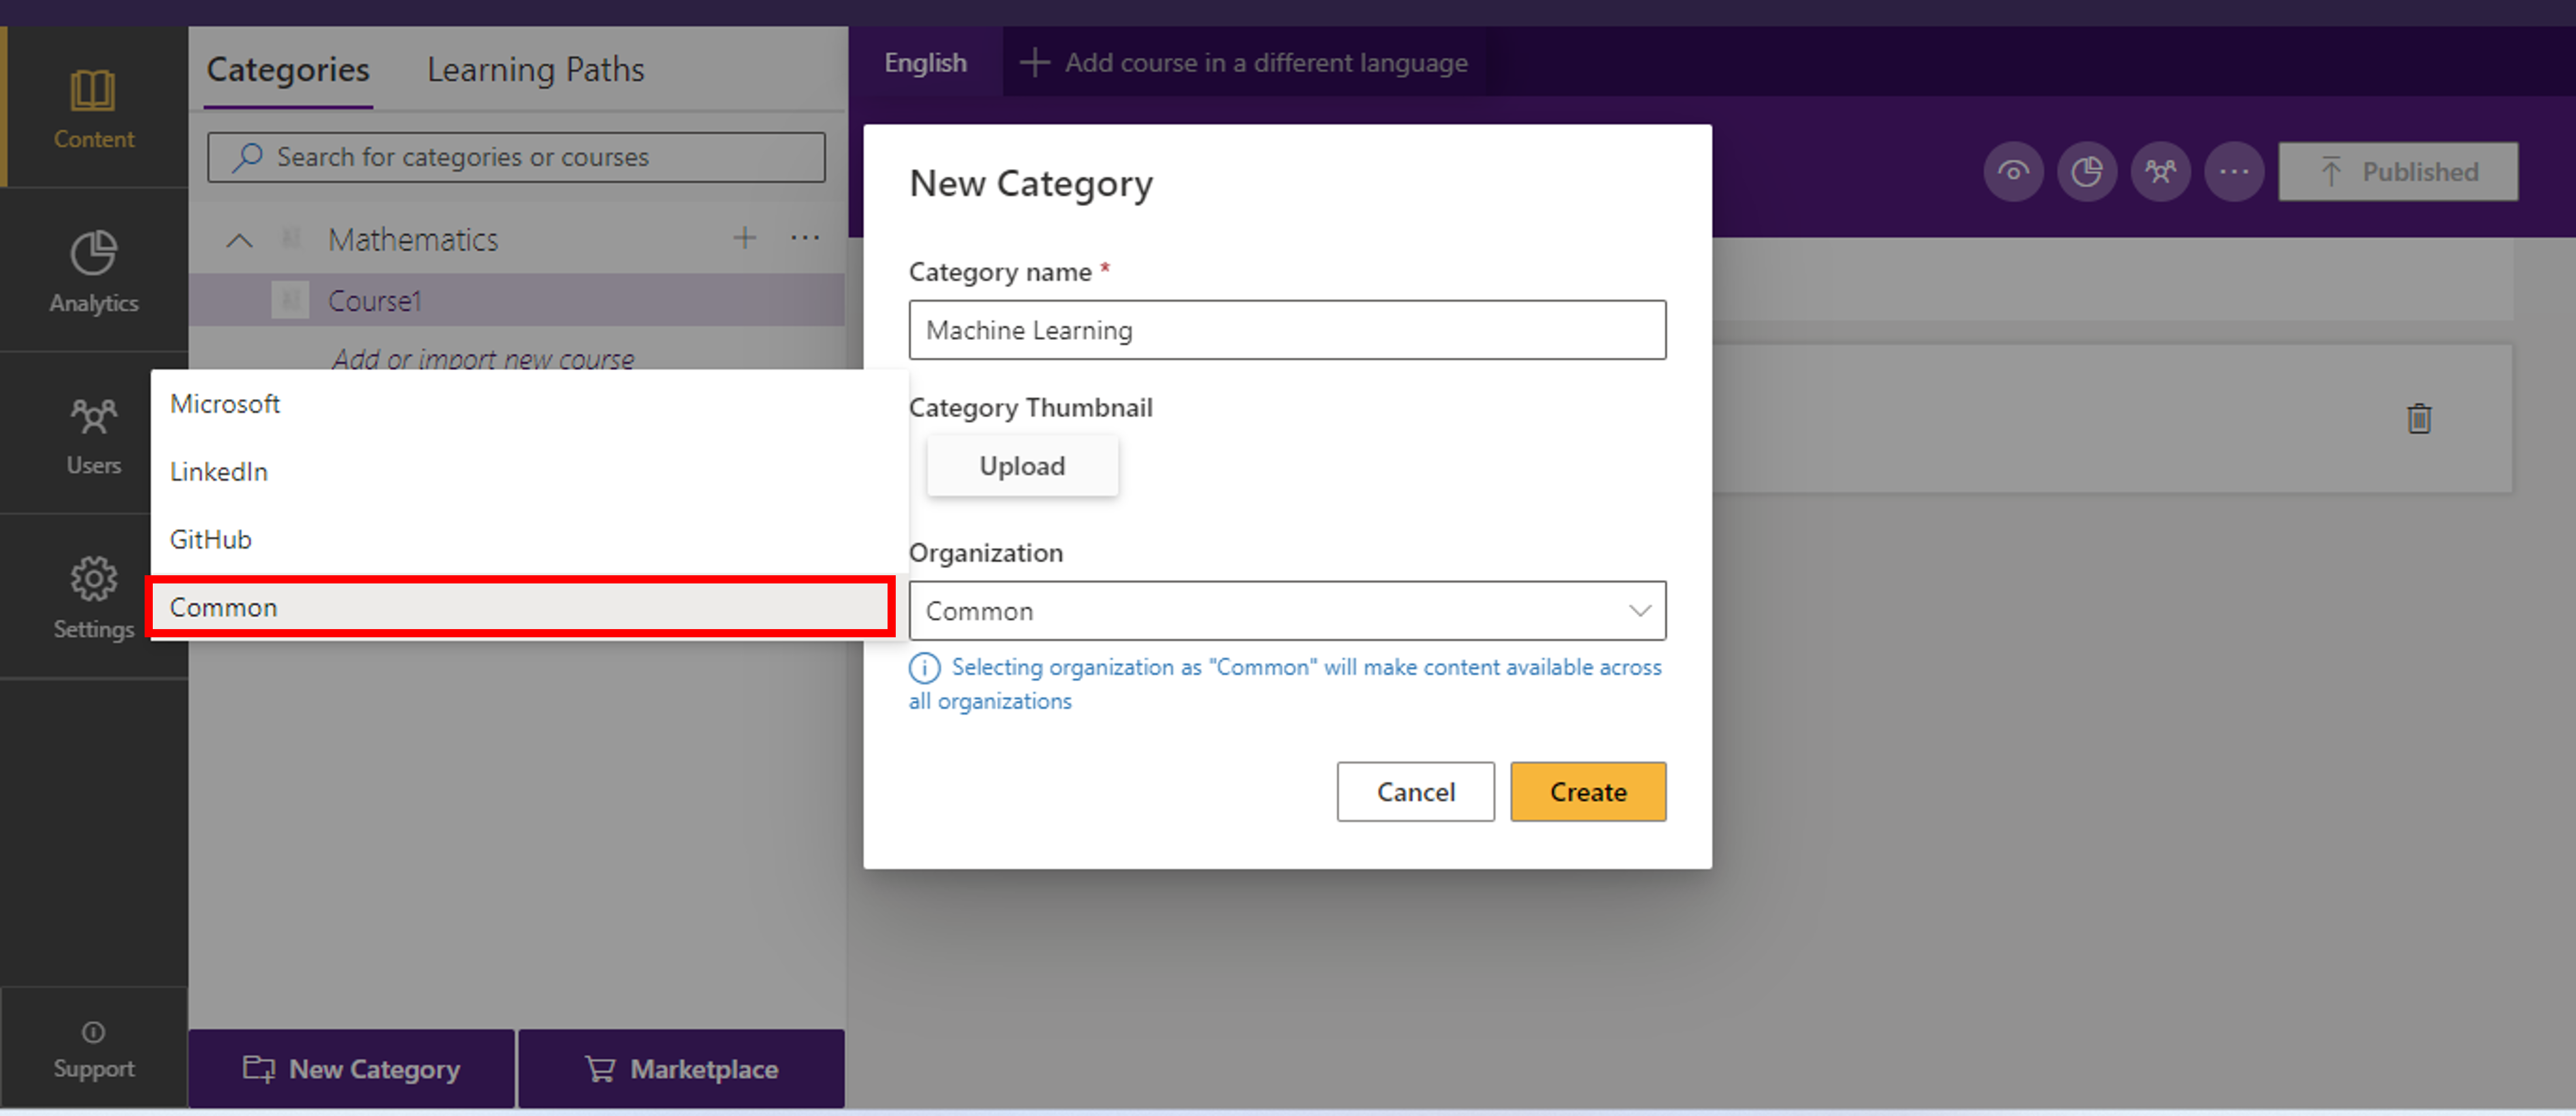 Content
Analytics
Users
Settings
Support
Categories
Learning Paths
Search for categories or courses
Mathematics
Course1
Add or import new course
Microsoft
LinkedIn
GitHub
Common
New Category
Marketplace
English
Add course in a different language
Published
New Category
Category name *
Machine Learning
Category Thumbnail
Upload
Organization
Common
Selecting organization as "Common" will make content available across
all organizations
Cancel
Create